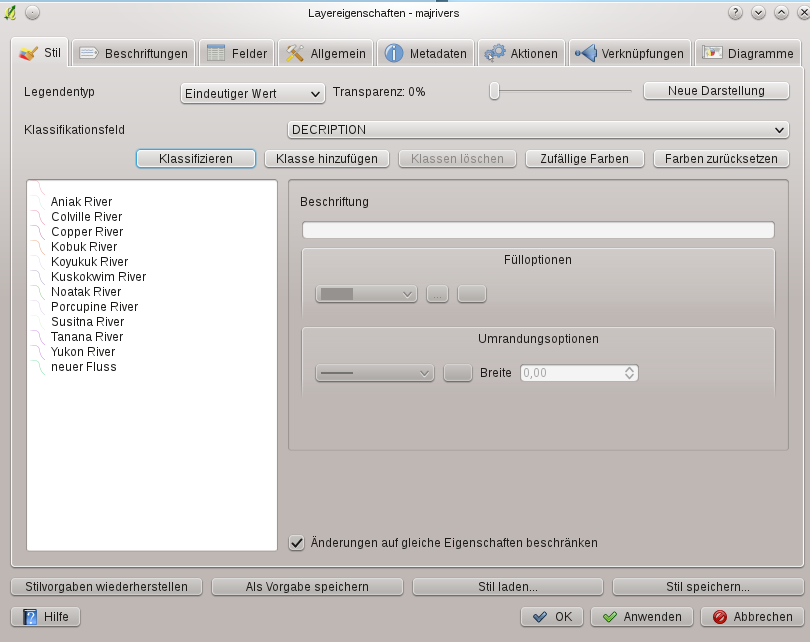 Layereigenschaften - majrivers
Stil Beschriftungen Felder Allgemein Metadaten Aktionen Verknüpfungen Diagramme
Legendentyp Eindeutiger Wert Transparenz: 0% Neue Darstellung
Klassifikationsfeld DECRIPTION
Klassifizieren Klasse hinzufügen Klassen löschen Zufällige Farben Farben zurücksetzen
Aniak River
Colville River
Copper River
Kobuk River
Koyukuk River
Kuskokwim River
Noatak River
Porcupine River
Susitna River
Tanana River
Yukon River
neuer Fluss
Beschriftung
Fülloptionen
...
Umrandungsoptionen
Breite 0,00
Änderungen auf gleiche Eigenschaften beschränken
Stilvorgaben wiederherstellen Als Vorgabe speichern Stil laden... Stil speichern...
Hilfe OK Anwenden Abbrechen